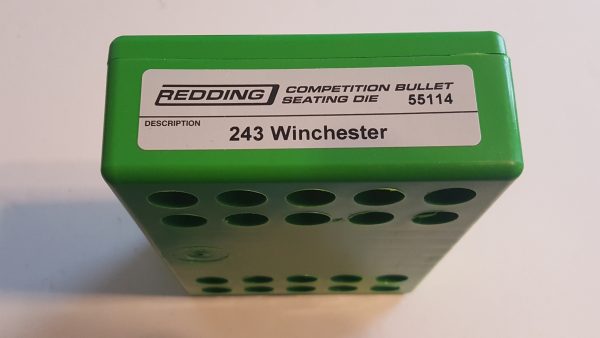 REDDING COMPETITION BULLET
SEATING DIE 55114
DESCRIPTION
243 Winchester